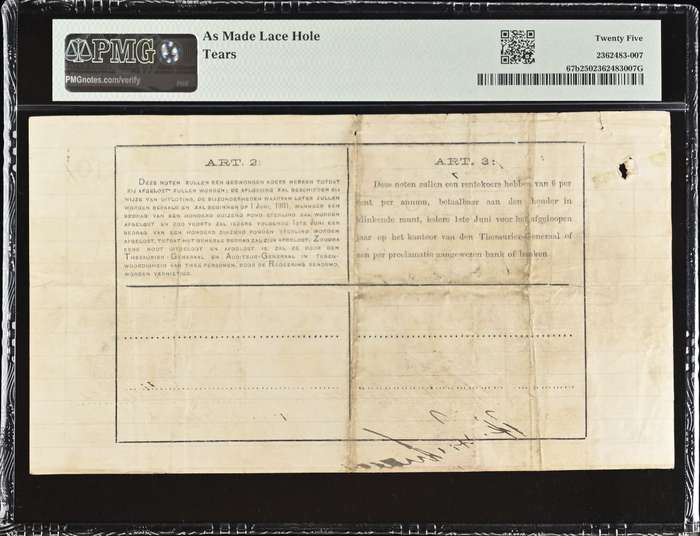 PMG
PMGnotes.com/verify
As Made Lace Hole
Tears
Twenty Five
2362483-007
67b2502362483007G
ART. 2:
DEZE NOTEN ZULLEN EEN GEDWONGEN KOERS HEBBEN TOTDAT
ZIJ AFGELOST ZULLEN WORDEN; DE AFLOSSING ZAL GESCHIEDEN BIJ
WIJZE VAN UITLOTING, DE BIJZONDERHEDEN WAARVAN LATER ZULLEN
WORDEN BEPAALD EN ZAL BEGINNEN OP 1 JUNI, 1901, WANNEER EEN
BEDRAG VAN EEN HONDERD DUIZEND POND STERLING ZAL WORDEN
AFGELOST EN ZOO VOORTS ZAL IEDERE VOLGENDE 1STE JUNI EEN
BEDRAG VAN EEN HONDERD DUIZEND PONDEN STERLING WORDEN
AFGELOST, TOTDAT HET GEHEELE BEDRAG ZAL ZIJN AFGELOST. ZOODRA
EENE NOOT UITGELOOT EN AFGELOST IS, ZAL ZE DOOR DEN
THESAURIER-GENERAAL EN AUDITEUR-GENERAAL IN TEGEN-
WOORDIGHEID VAN TWEE PERSONEN, DOOR DE REGEERING BENOEMD,
WORDEN VERNIETIGD.
ART. 3:
Deze noten zullen een rentekoers hebben van 6 per
cent per annum, betaalbaar aan den houder in
klinkende munt, iedere 1ste Juni voor het afgeloopen
jaar op het kantoor van den Thesaurier-Generaal of
een per proclamatie aangewezen bank of banken.